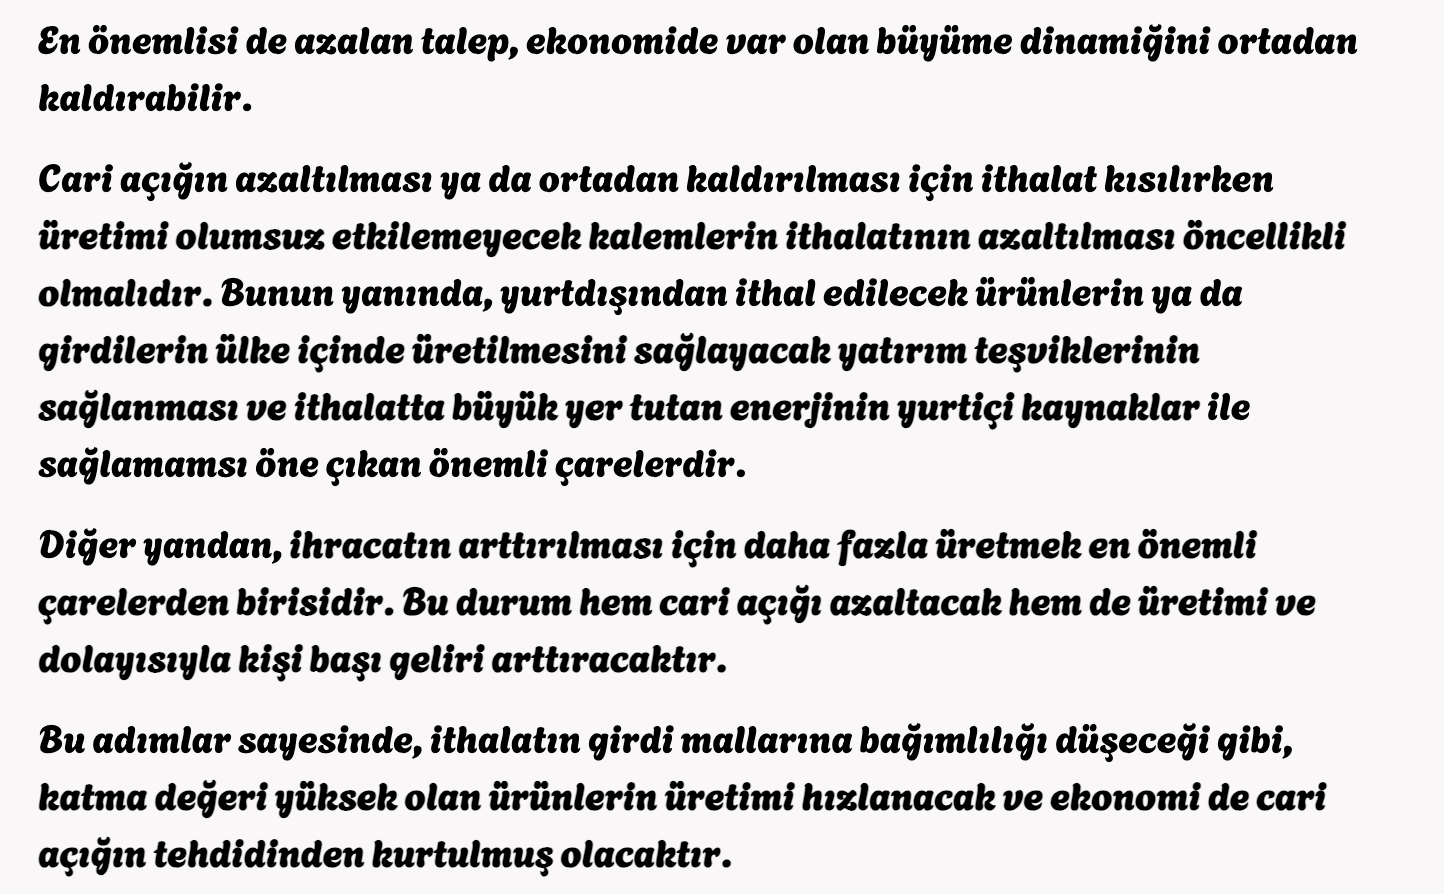 En önemlisi de azalan talep, ekonomide var olan büyüme dinamiğini ortadan
kaldırabilir.
Cari açığın azaltılması ya da ortadan kaldırılması için ithalat kısılırken
üretimi olumsuz etkilemeyecek kalemlerin ithalatının azaltılması öncellikli
olmalıdır. Bunun yanında, yurtdışından ithal edilecek ürünlerin ya da
girdilerin ülke içinde üretilmesini sağlayacak yatırım teşviklerinin
sağlanması ve ithalatta büyük yer tutan enerjinin yurtiçi kaynaklar ile
sağlamamsı öne çıkan önemli çarelerdir.
Diğer yandan, ihracatın arttırılması için daha fazla üretmek en önemli
çarelerden birisidir. Bu durum hem cari açığı azaltacak hem de üretimi ve
dolayısıyla kişi başı geliri arttıracaktır.
Bu adımlar sayesinde, ithalatın girdi mallarına bağımlılığı düşeceği gibi,
katma değeri yüksek olan ürünlerin üretimi hızlanacak ve ekonomi de cari
açığın tehdidinden kurtulmuş olacaktır.